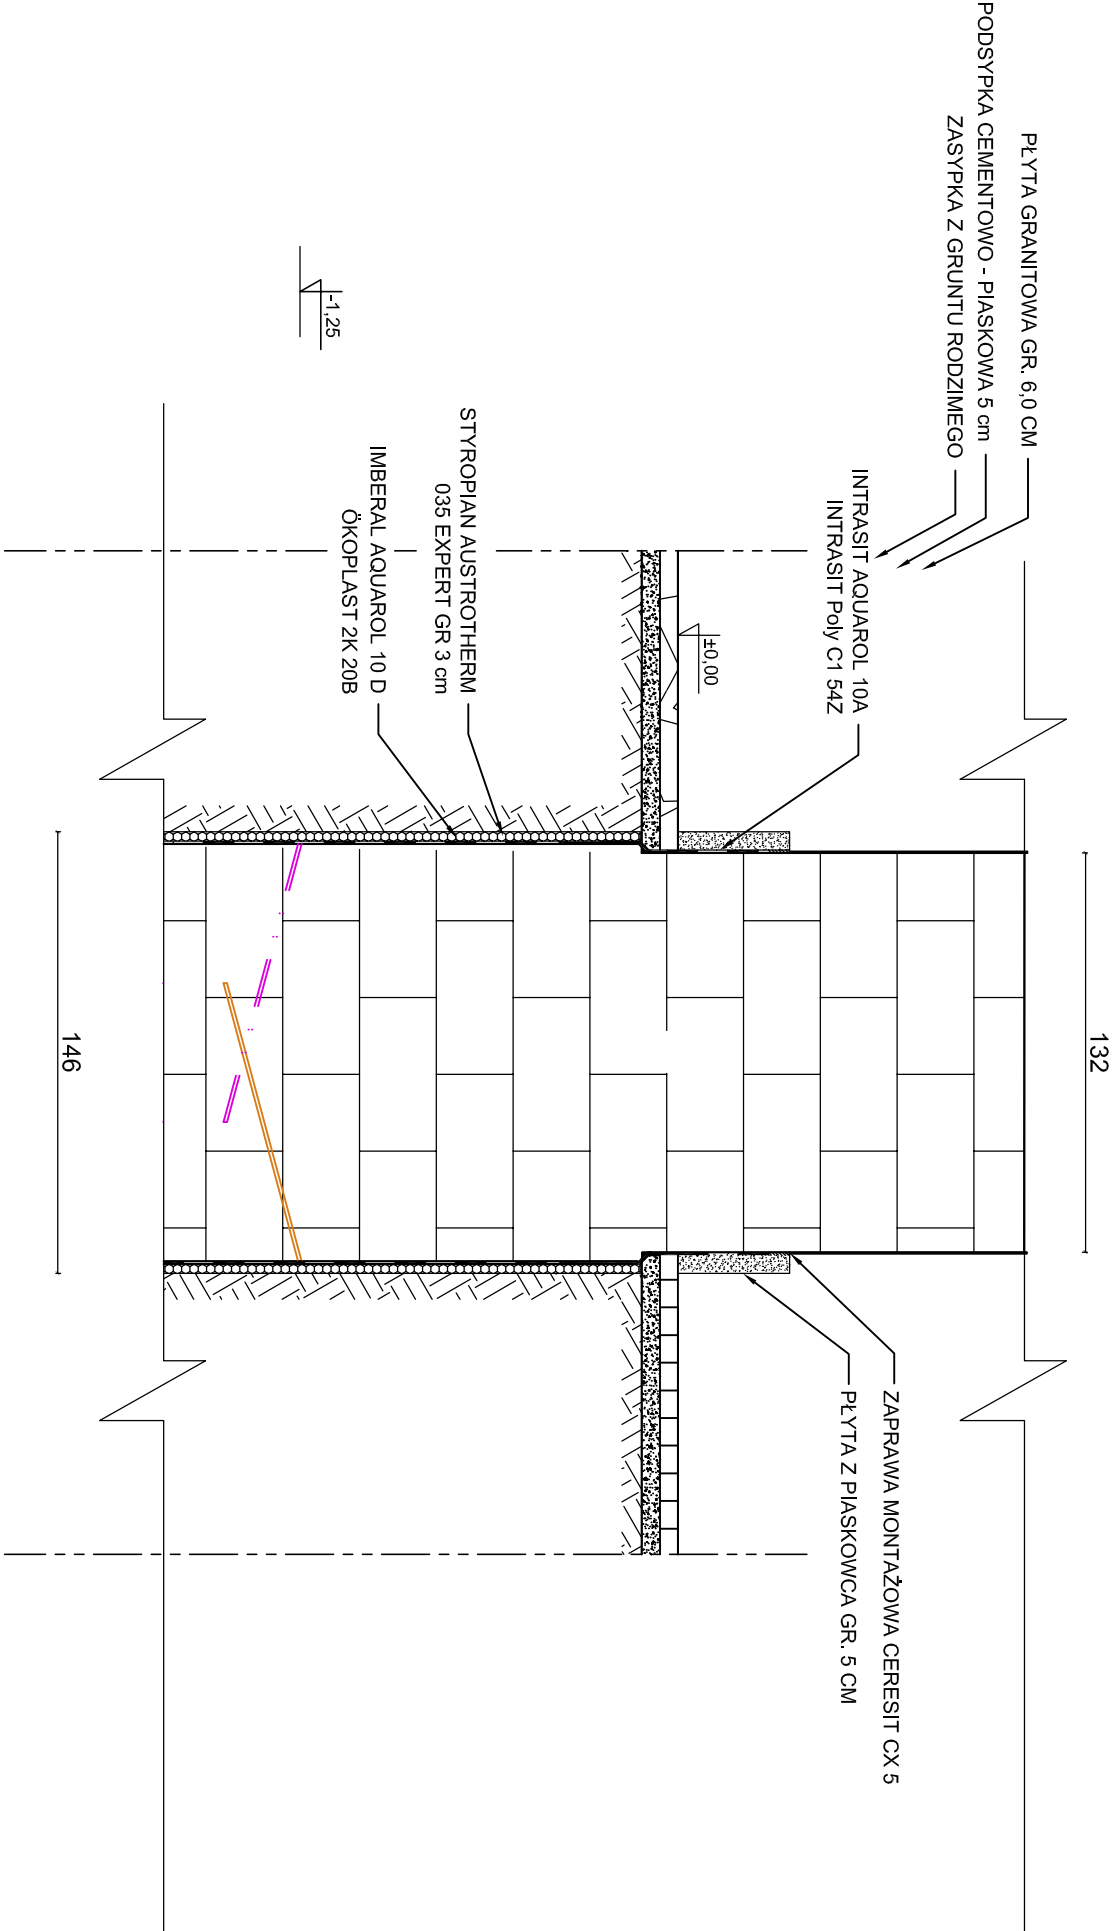 PŁYTA GRANITOWA GR. 6,0 CM
PODSYPKA CEMENTOWO - PIASKOWA 5 cm
ZASYPKA Z GRUNTU RODZIMEGO
INTRASIT AQUAROL 10A
INTRASIT Poly C1 54Z
±0,00
STYROPIAN AUSTROTHERM
035 EXPERT GR 3 cm
IMBERAL AQUAROL 10 D
ÖKOPLAST 2K 20B
-1,25
132
146
ZAPRAWA MONTAŻOWA CERESIT CX 5
PŁYTA Z PIASKOWCA GR. 5 CM